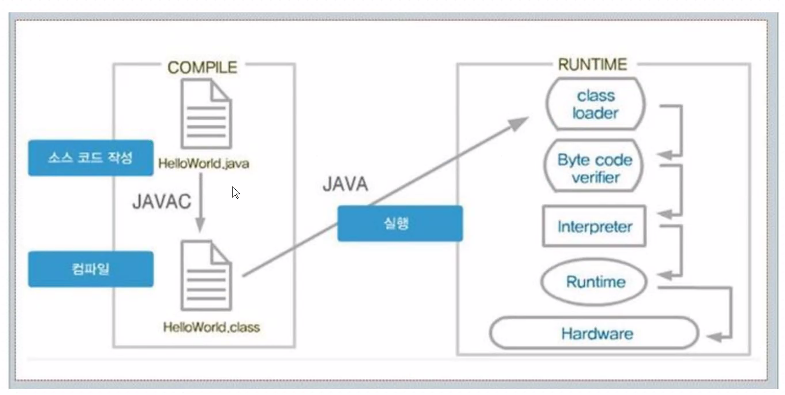 COMPILE
소스 코드 작성
HelloWorld.java
JAVAC
컴파일
HelloWorld.class
JAVA
실행
RUNTIME
class
loader
Byte code
verifier
Interpreter
Runtime
Hardware